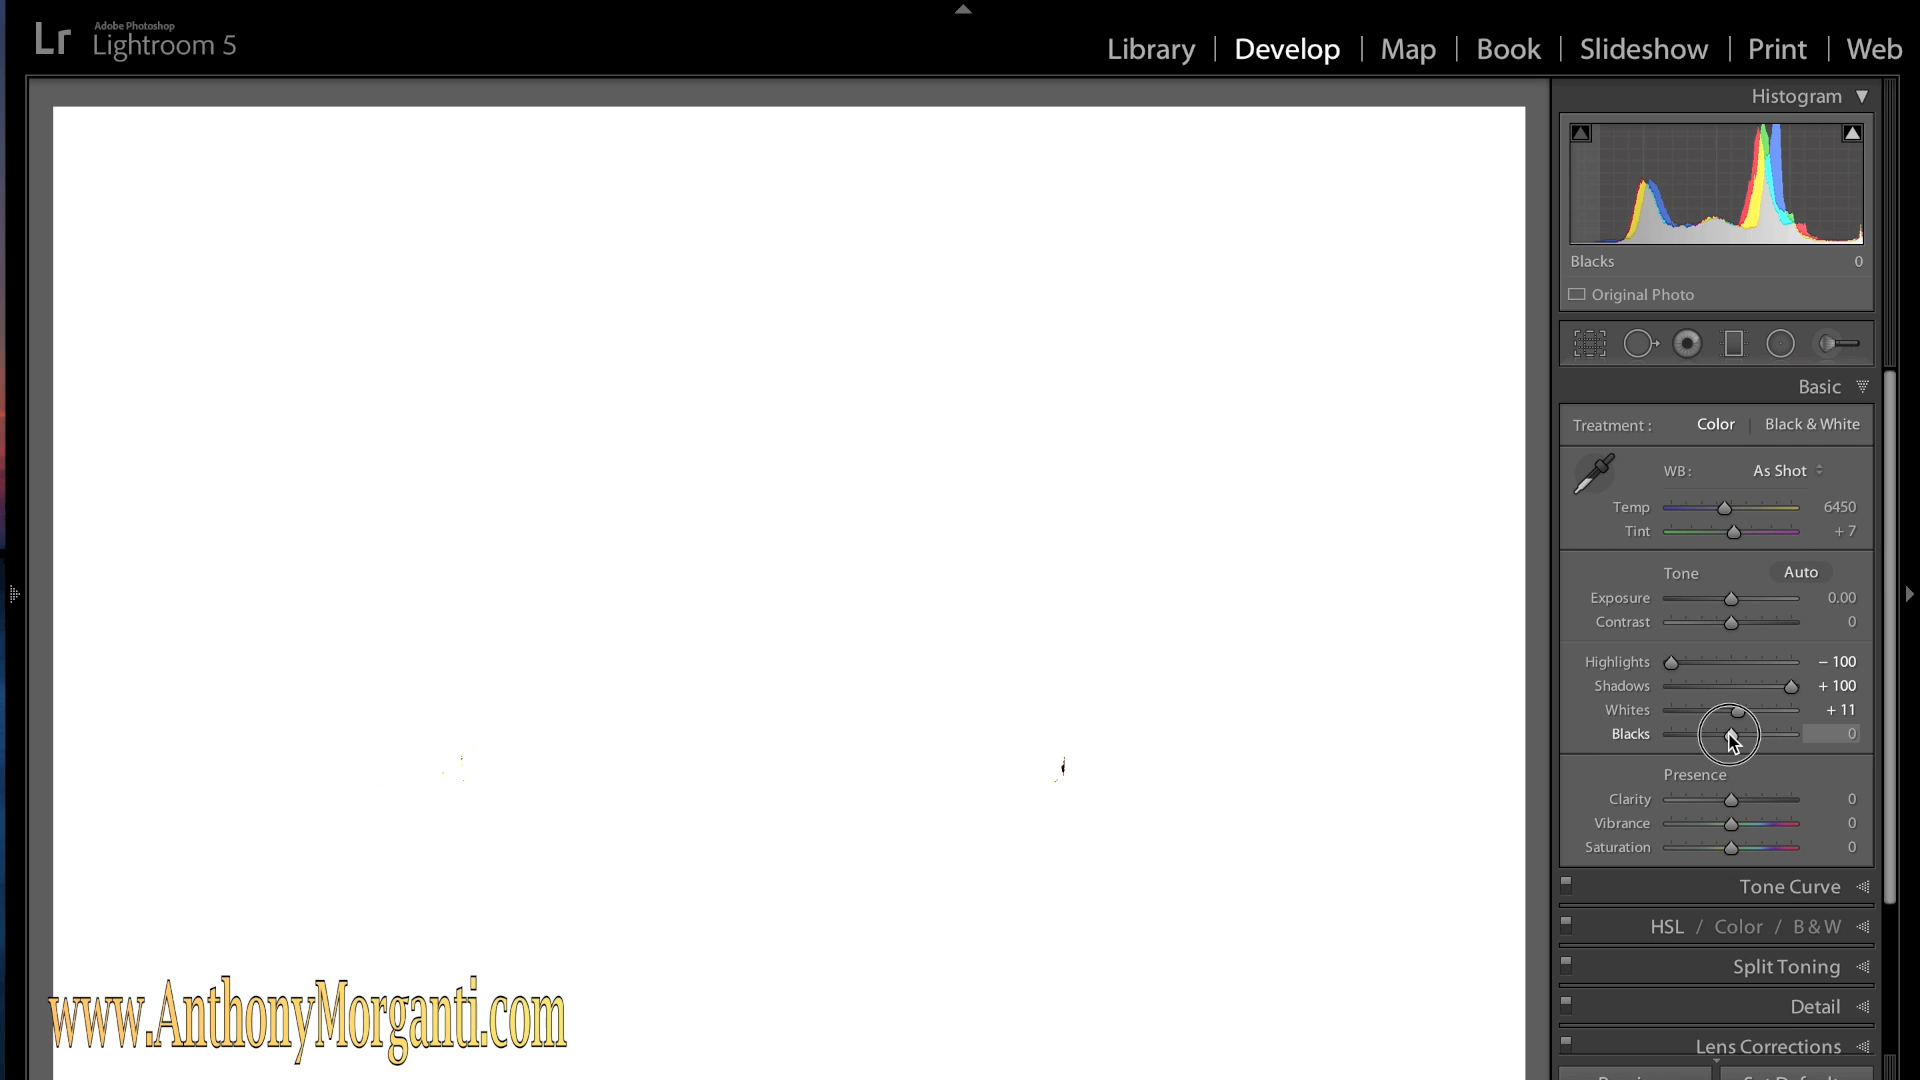 Lr Adobe Photoshop Lightroom 5
Library | Develop | Map | Book | Slideshow | Print | Web
Histogram
Blacks 0
Original Photo
Basic
Treatment : Color | Black & White
WB : As Shot
Temp 6450
Tint + 7
Tone Auto
Exposure 0.00
Contrast 0
Highlights − 100
Shadows + 100
Whites + 11
Blacks 0
Presence
Clarity 0
Vibrance 0
Saturation 0
Tone Curve
HSL / Color / B & W
Split Toning
Detail
Lens Corrections
www.AnthonyMorganti.com